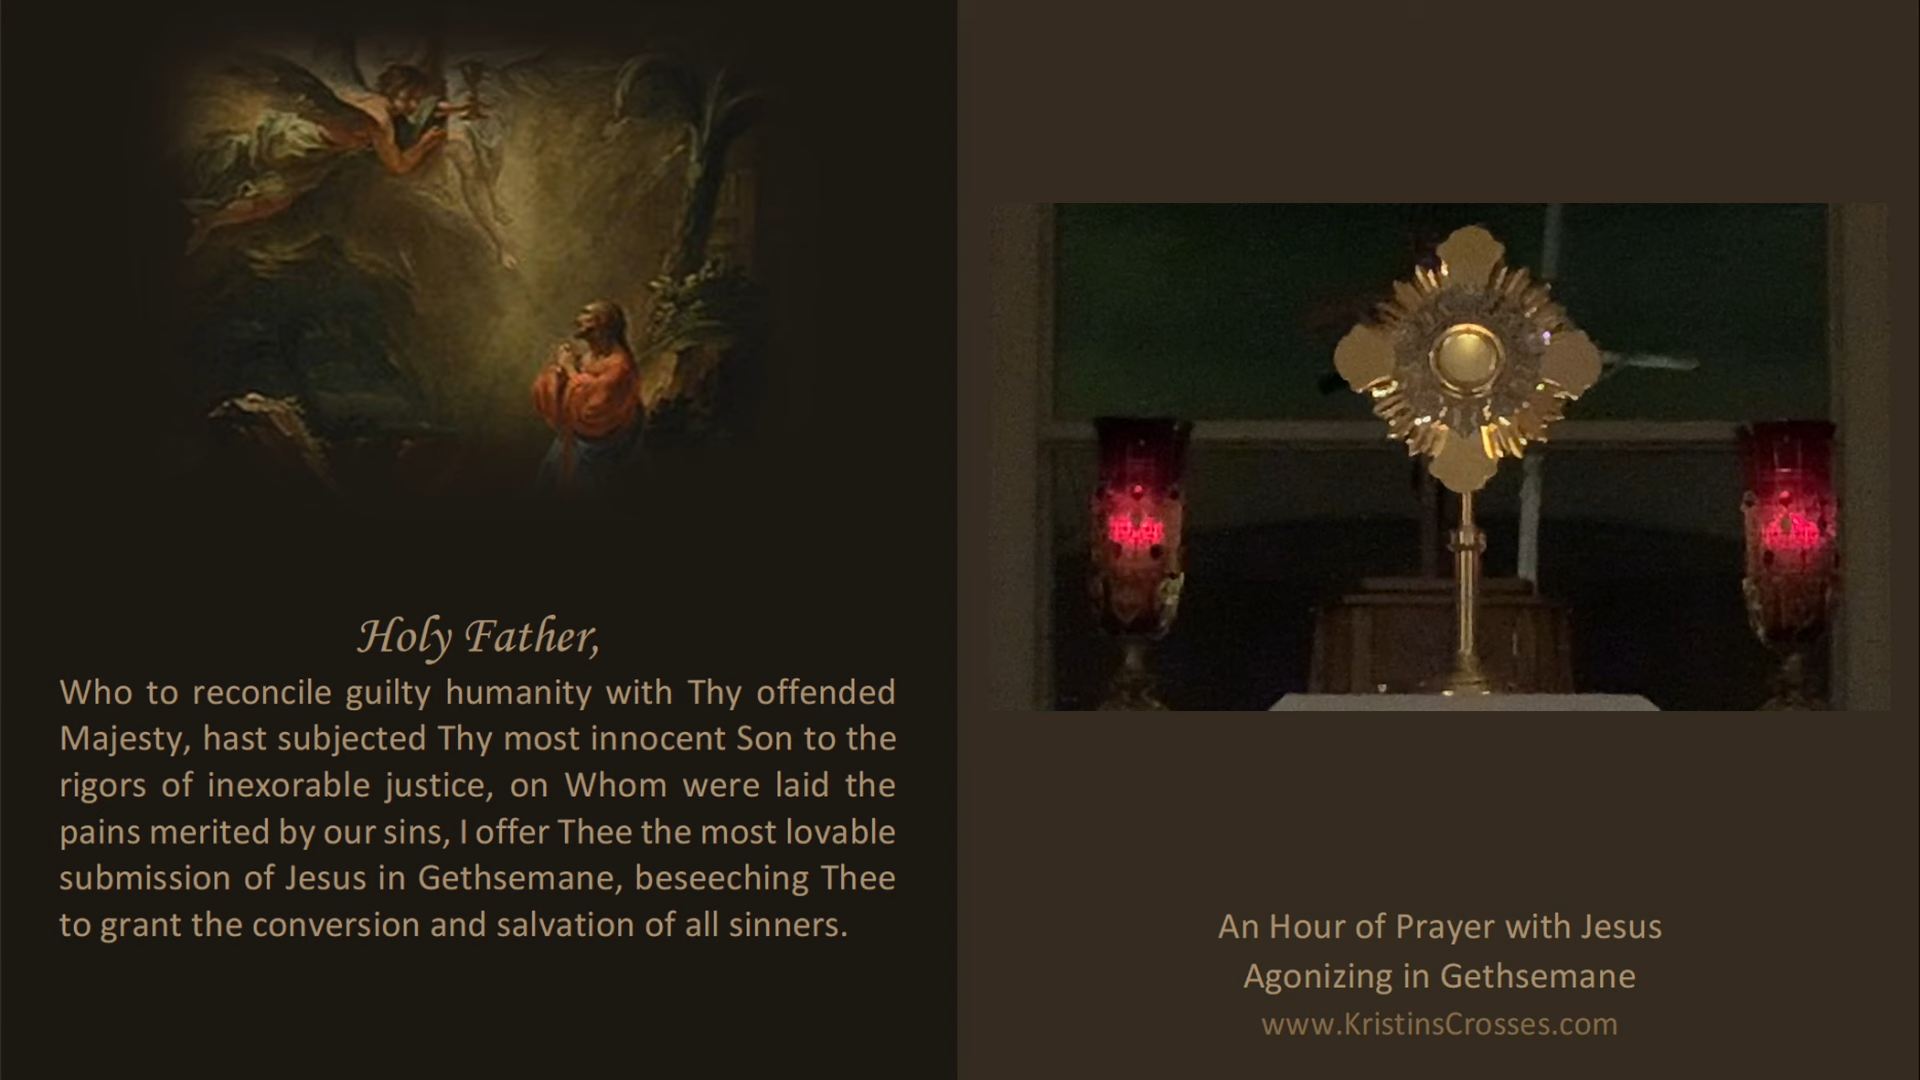 Holy Father,
Who to reconcile guilty humanity with Thy offended
Majesty, hast subjected Thy most innocent Son to the
rigors of inexorable justice, on Whom were laid the
pains merited by our sins, I offer Thee the most lovable
submission of Jesus in Gethsemane, beseeching Thee
to grant the conversion and salvation of all sinners.
An Hour of Prayer with Jesus
Agonizing in Gethsemane
www.KristinsCrosses.com